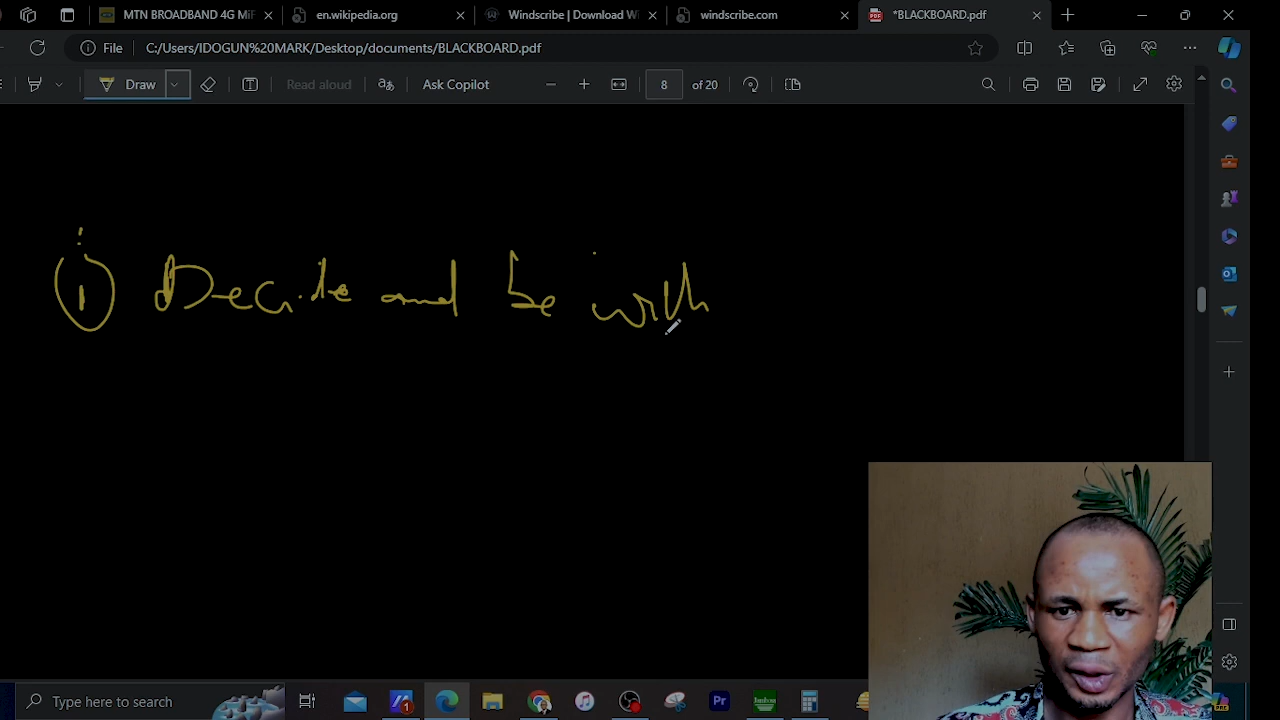 MTN BROADBAND 4G MiF
en.wikipedia.org
Windscribe | Download Wi
windscribe.com
*BLACKBOARD.pdf
File C:/Users/IDOGUN%20MARK/Desktop/documents/BLACKBOARD.pdf
Draw Read aloud Ask Copilot 8 of 20
① Decide and be with
Type here to search